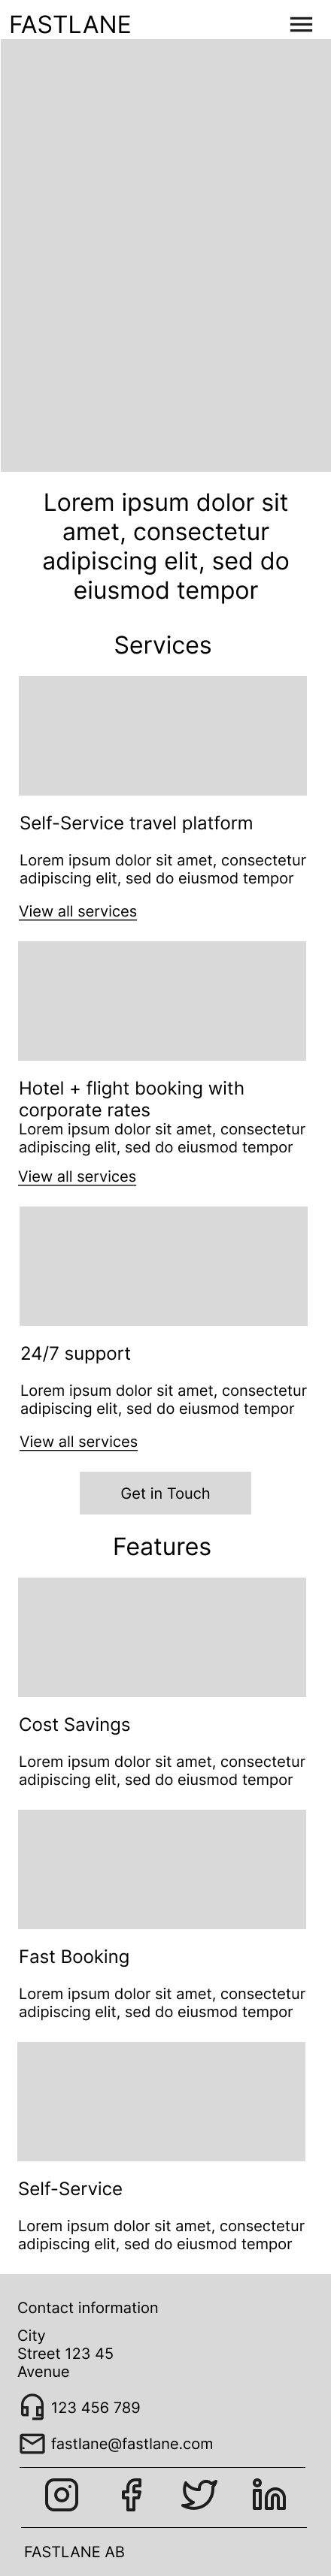 FASTLANE
Lorem ipsum dolor sit
amet, consectetur
adipiscing elit, sed do
eiusmod tempor
Services
Self-Service travel platform
Lorem ipsum dolor sit amet, consectetur
adipiscing elit, sed do eiusmod tempor
View all services
Hotel + flight booking with
corporate rates
Lorem ipsum dolor sit amet, consectetur
adipiscing elit, sed do eiusmod tempor
View all services
24/7 support
Lorem ipsum dolor sit amet, consectetur
adipiscing elit, sed do eiusmod tempor
View all services
Get in Touch
Features
Cost Savings
Lorem ipsum dolor sit amet, consectetur
adipiscing elit, sed do eiusmod tempor
Fast Booking
Lorem ipsum dolor sit amet, consectetur
adipiscing elit, sed do eiusmod tempor
Self-Service
Lorem ipsum dolor sit amet, consectetur
adipiscing elit, sed do eiusmod tempor
Contact information
City
Street 123 45
Avenue
123 456 789
fastlane@fastlane.com
FASTLANE AB